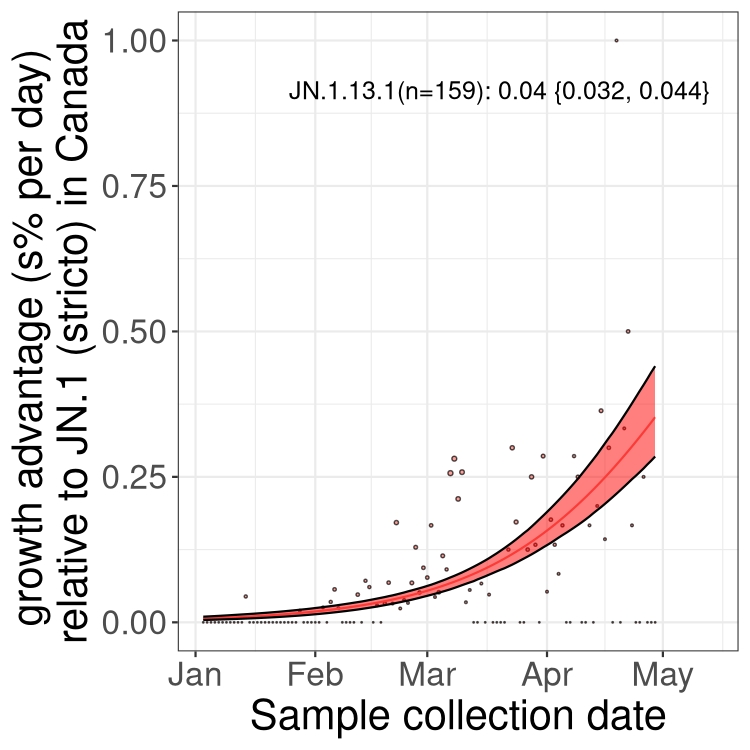 growth advantage (s% per day)
relative to JN.1 (stricto) in Canada
1.00
0.75
0.50
0.25
0.00
JN.1.13.1(n=159): 0.04 {0.032, 0.044}
Jan Feb Mar Apr May
Sample collection date